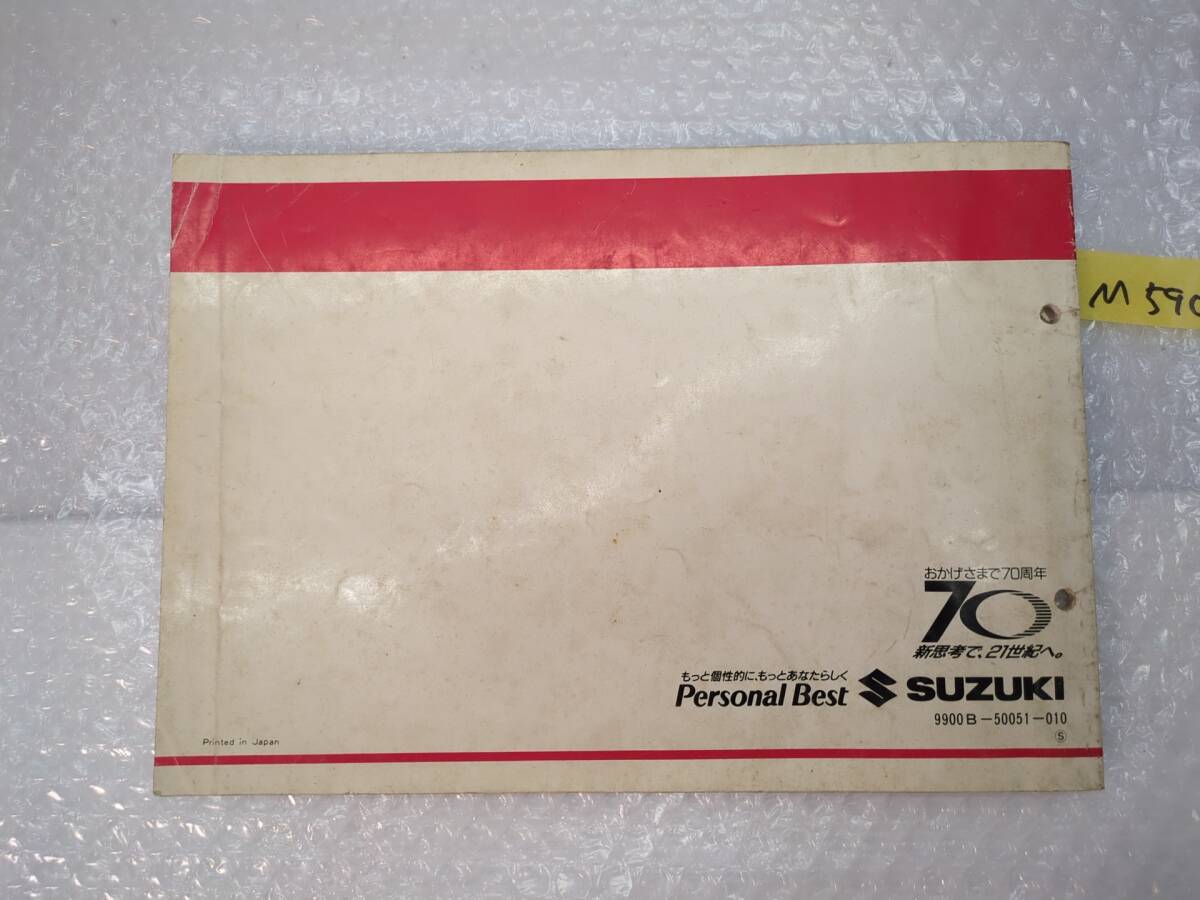 M590
おかげさまで70周年
70
新思考で、21世紀へ。
もっと個性的に、もっとあなたらしく
Personal Best SUZUKI
9900B-50051-010
S
Printed in Japan